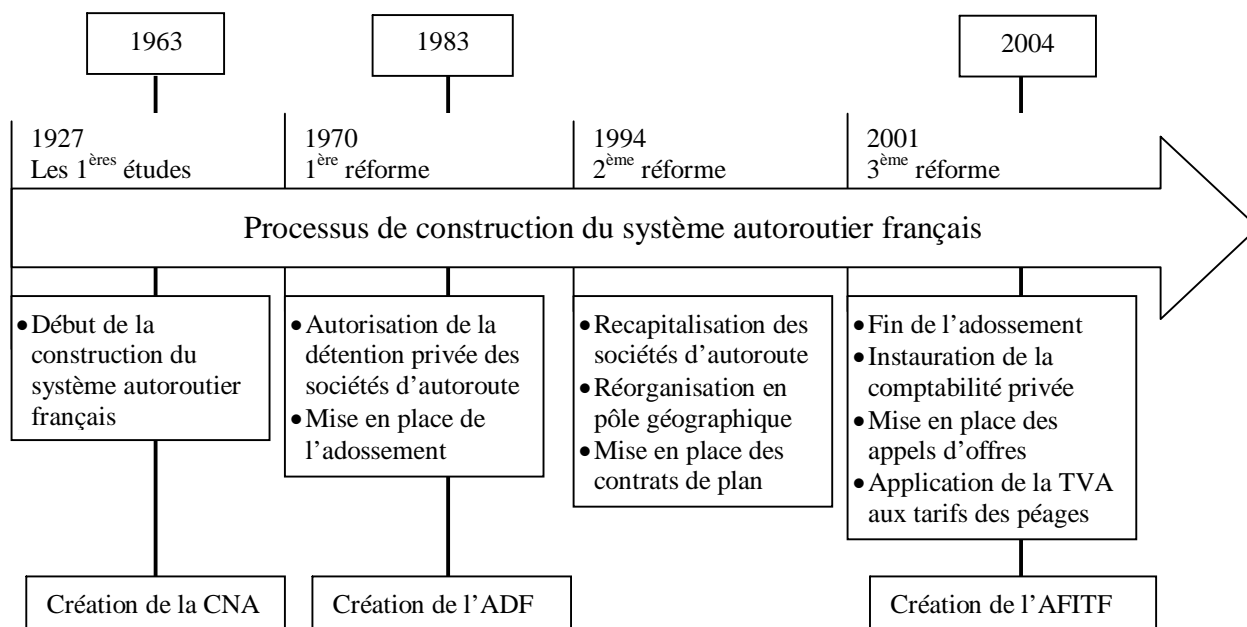 1963
1983
2004
1927
Les 1ères études
1970
1ère réforme
1994
2ème réforme
2001
3ème réforme
Processus de construction du système autoroutier français
•Début de la
construction du
système autoroutier
français
•Autorisation de la
détention privée des
sociétés d’autoroute
•Mise en place de
l’adossement
•Recapitalisation des
sociétés d’autoroute
•Réorganisation en
pôle géographique
•Mise en place des
contrats de plan
•Fin de l’adossement
•Instauration de la
comptabilité privée
•Mise en place des
appels d’offres
•Application de la TVA
aux tarifs des péages
Création de la CNA
Création de l’ADF
Création de l’AFITF